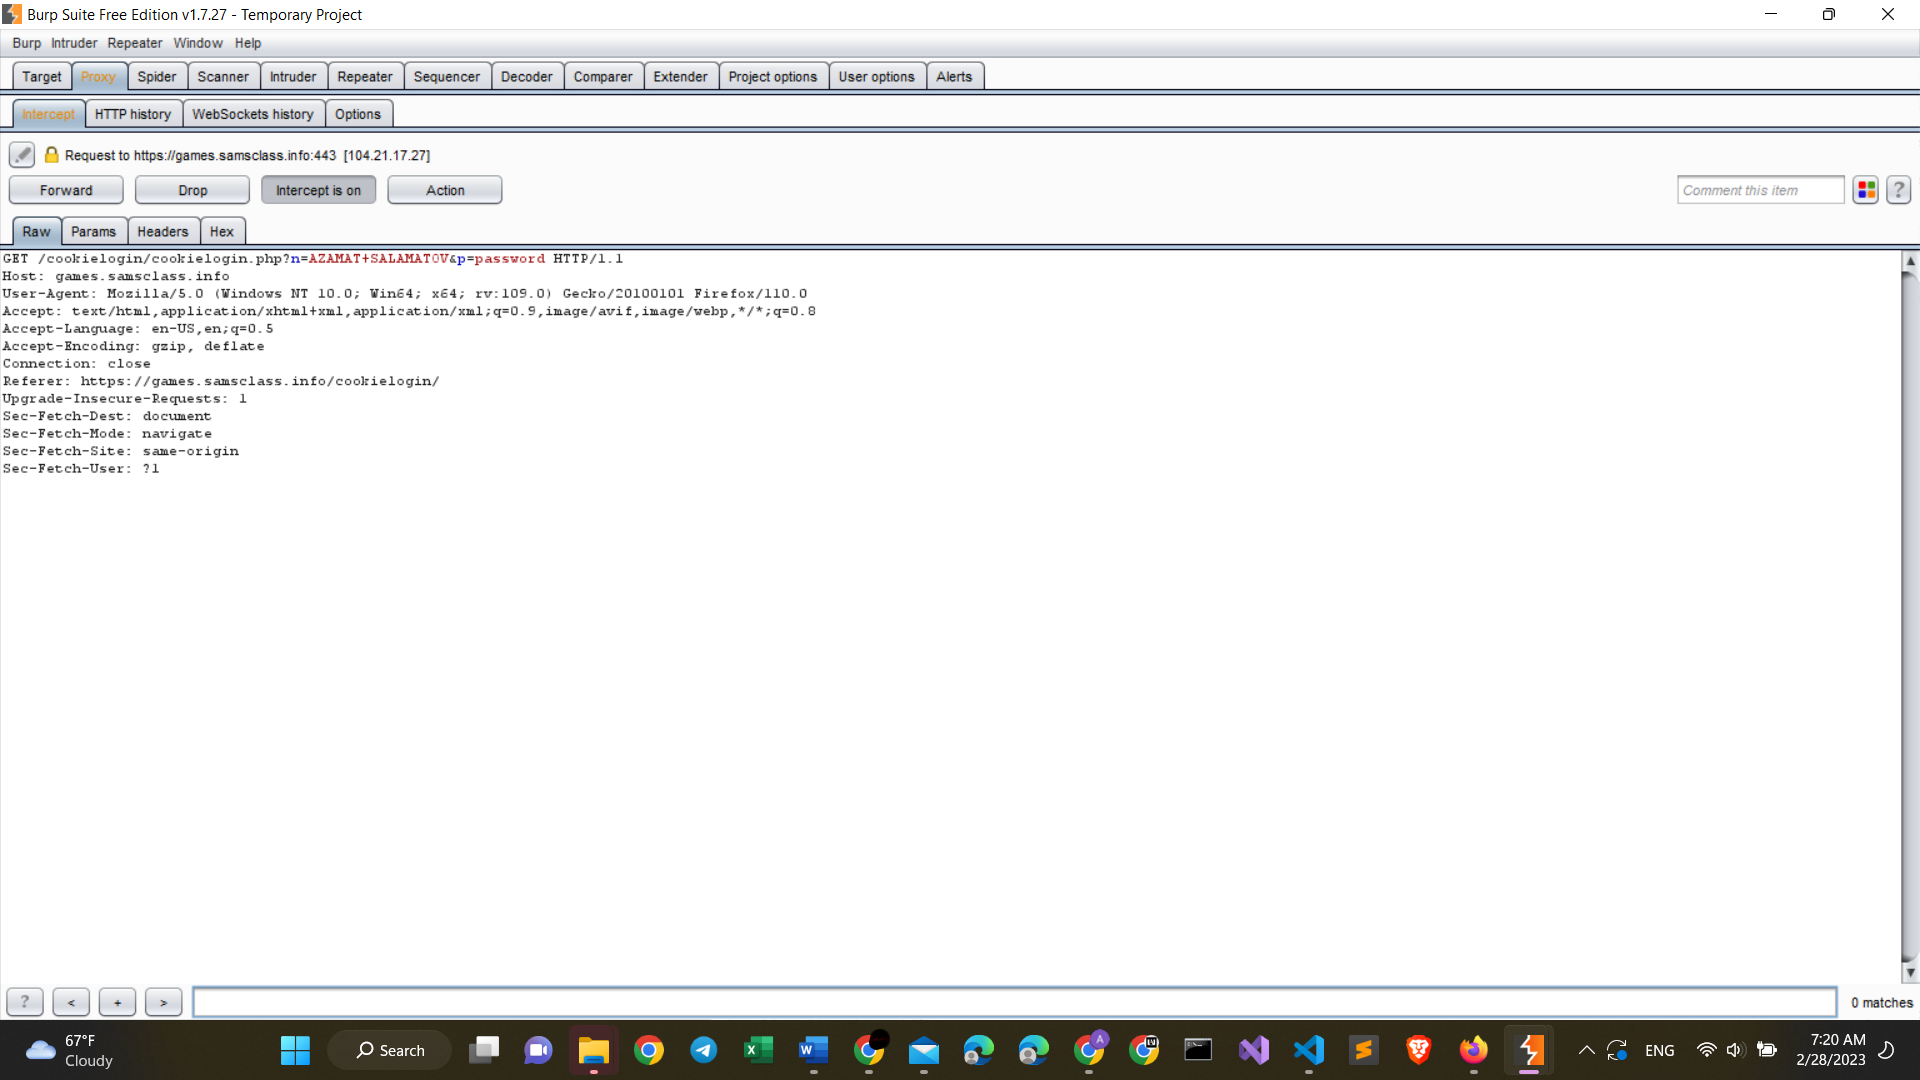 Burp Suite Free Edition v1.7.27 - Temporary Project
Burp Intruder Repeater Window Help
Target Proxy Spider Scanner Intruder Repeater Sequencer Decoder Comparer Extender Project options User options Alerts
Intercept HTTP history WebSockets history Options
Request to https://games.samsclass.info:443 [104.21.17.27]
Forward Drop Intercept is on Action Comment this item ?
Raw Params Headers Hex
GET /cookielogin/cookielogin.php?n=AZAMAT+SALAMATOV&p=password HTTP/1.1
Host: games.samsclass.info
User-Agent: Mozilla/5.0 (Windows NT 10.0; Win64; x64; rv:109.0) Gecko/20100101 Firefox/110.0
Accept: text/html,application/xhtml+xml,application/xml;q=0.9,image/avif,image/webp,*/*;q=0.8
Accept-Language: en-US,en;q=0.5
Accept-Encoding: gzip, deflate
Connection: close
Referer: https://games.samsclass.info/cookielogin/
Upgrade-Insecure-Requests: 1
Sec-Fetch-Dest: document
Sec-Fetch-Mode: navigate
Sec-Fetch-Site: same-origin
Sec-Fetch-User: ?1
? < + > 0 matches
67°F
Cloudy
Search
ENG
7:20 AM
2/28/2023